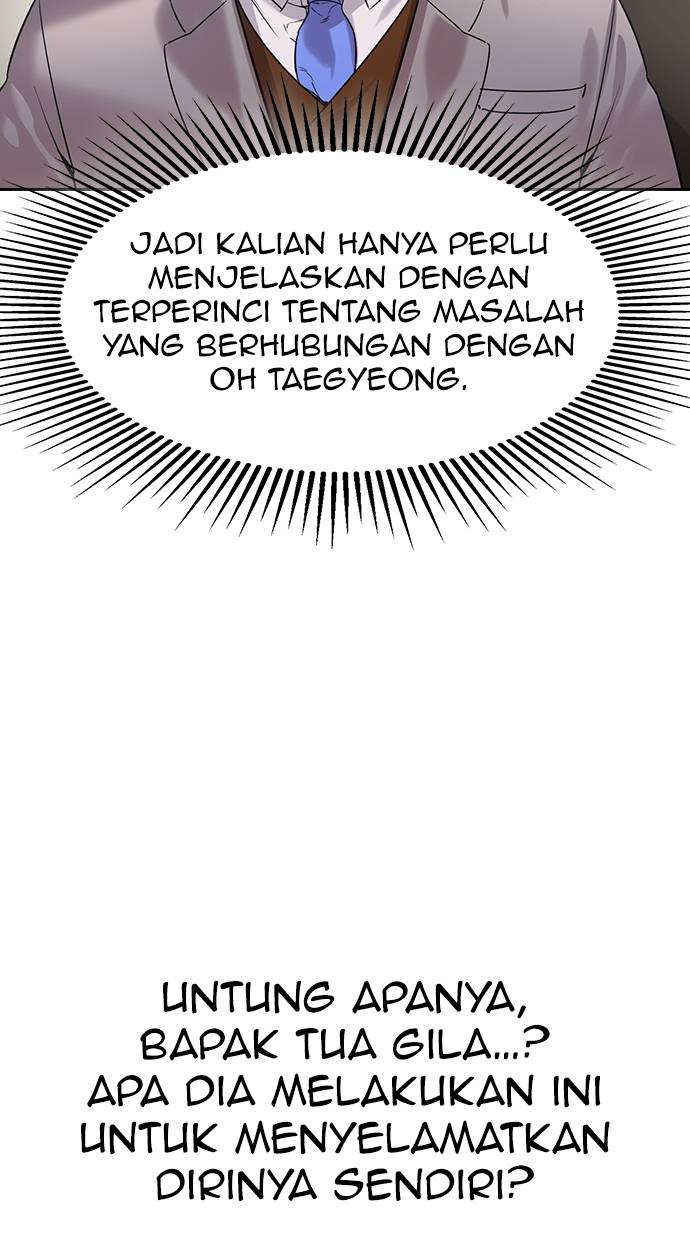 JADI KALIAN HANYA PERLU
MENJELASKAN DENGAN
TERPERINCI TENTANG MASALAH
YANG BERHUBUNGAN DENGAN
OH TAEGYEONG.
UNTUNG APANYA,
BAPAK TUA GILA...?
APA DIA MELAKUKAN INI
UNTUK MENYELAMATKAN
DIRINYA SENDIRI?